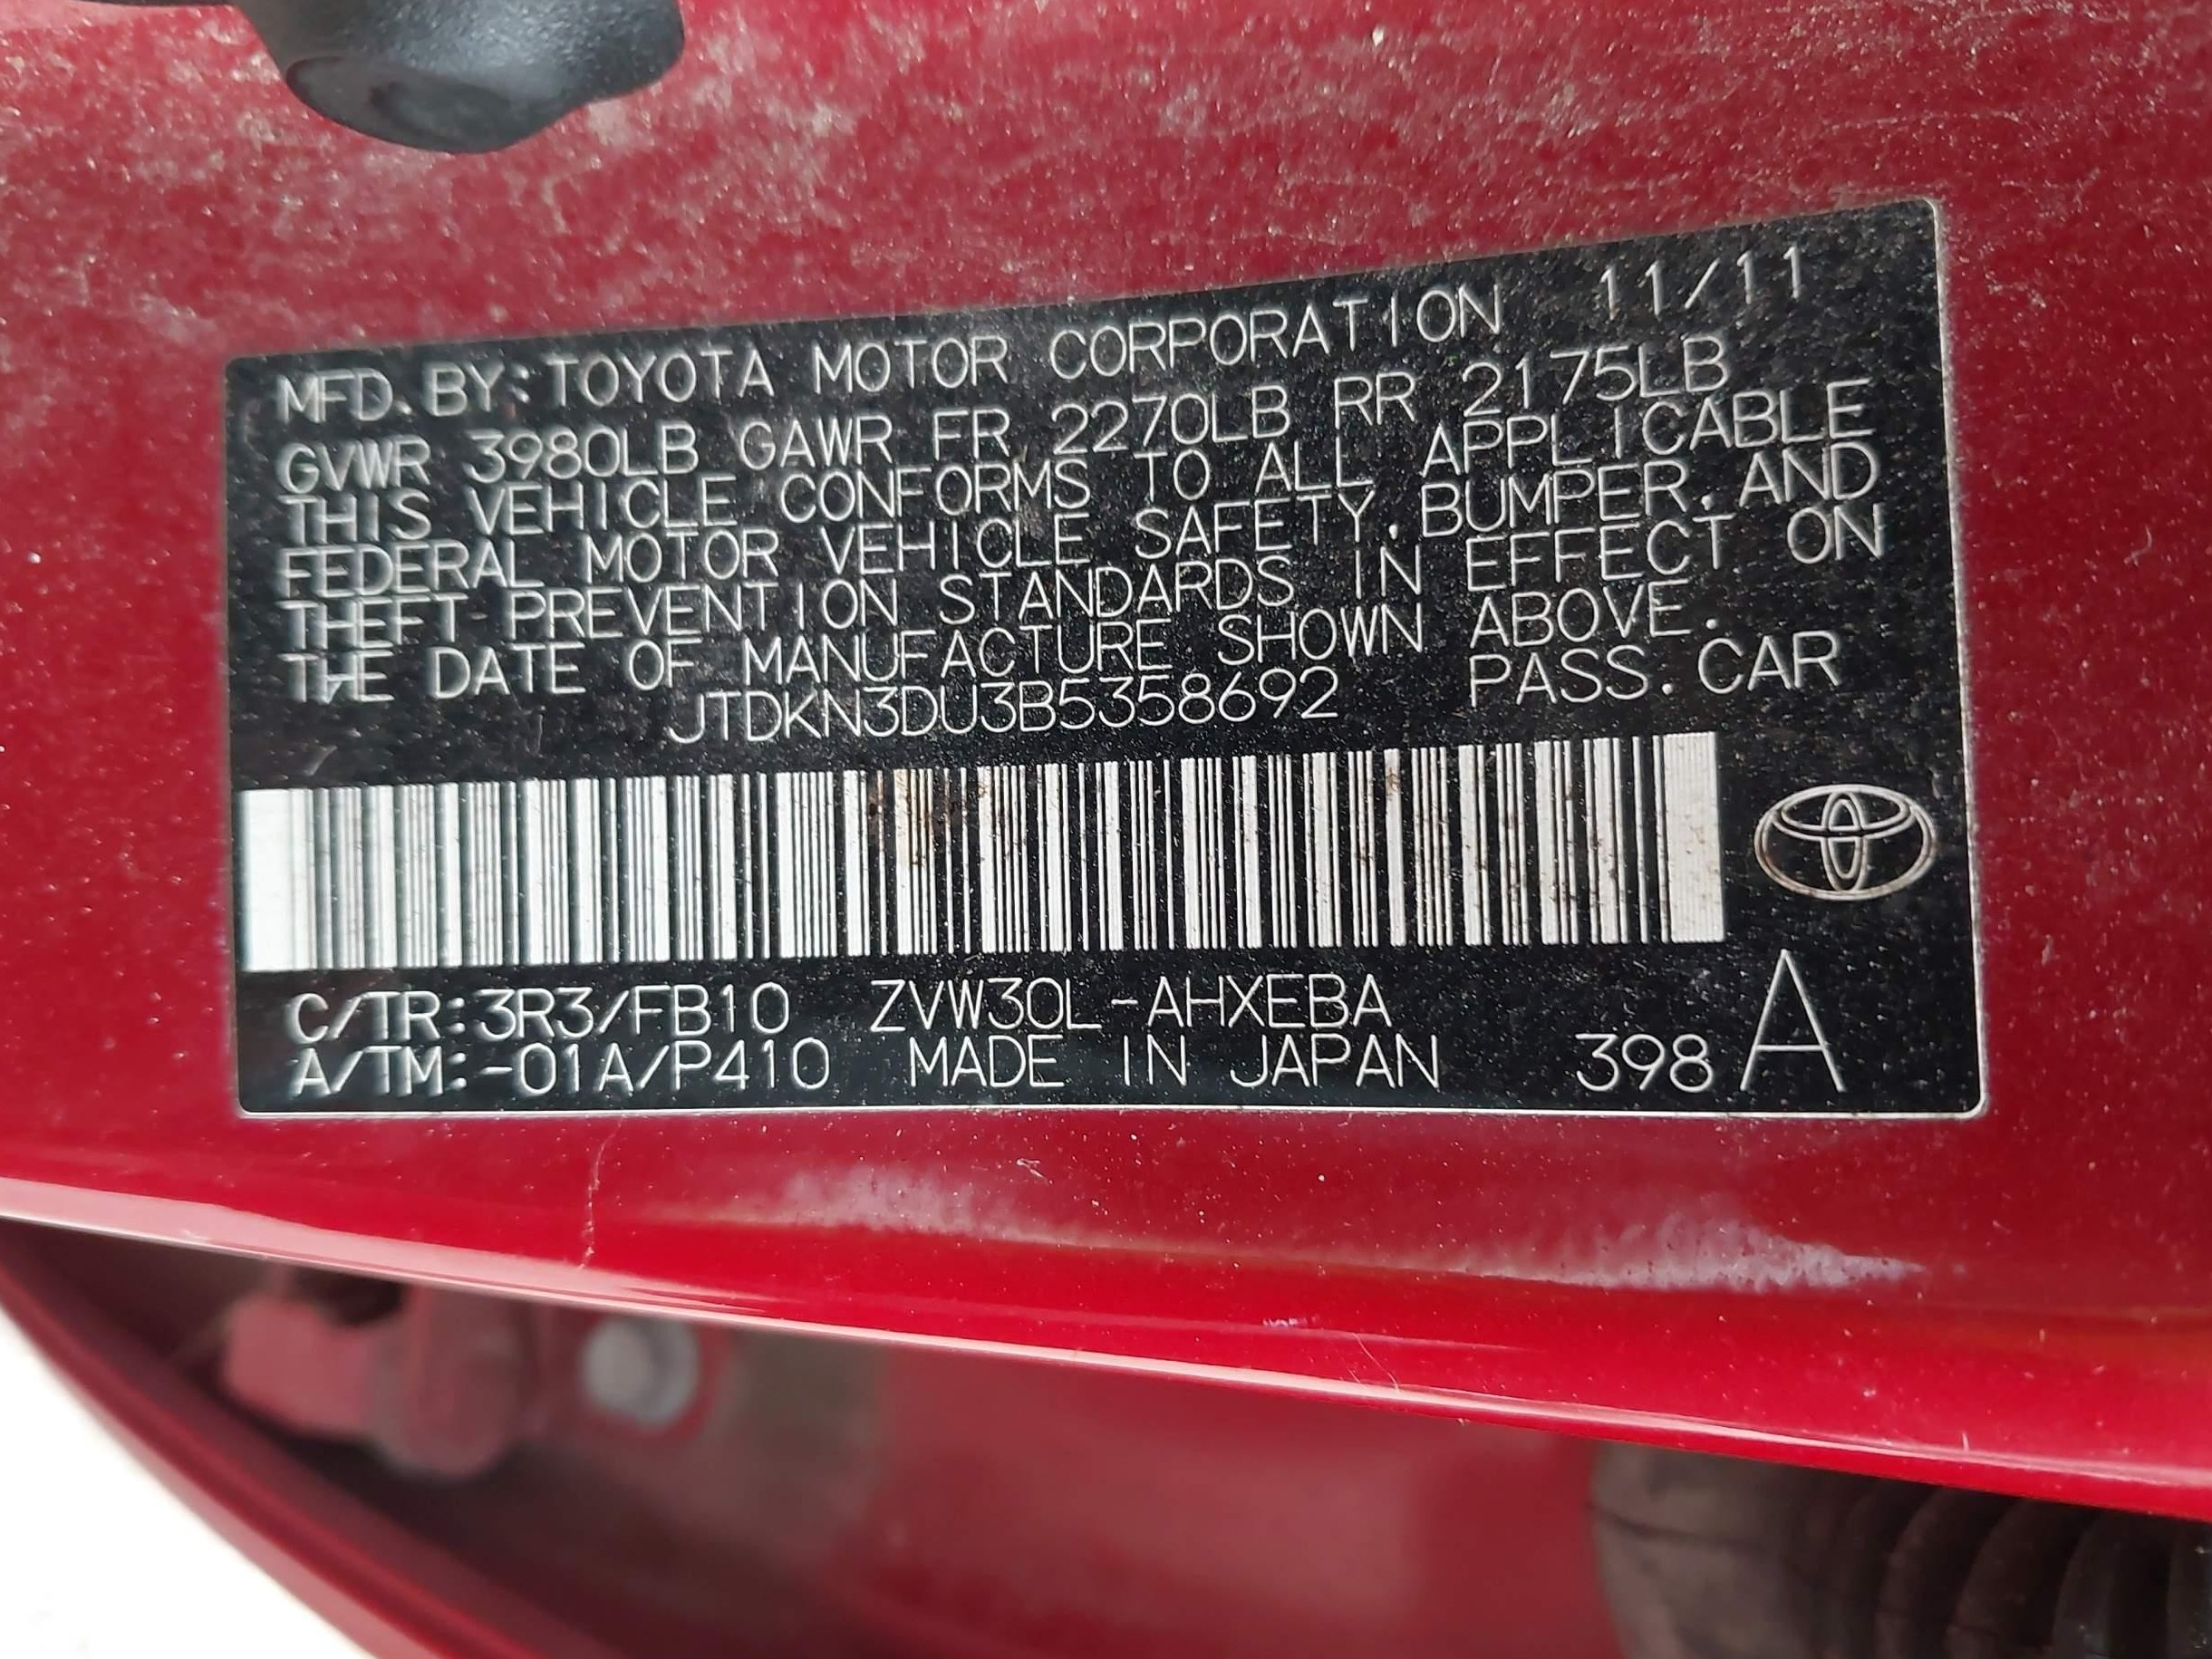 MFD. BY: TOYOTA MOTOR CORPORATION 11/11
GVWR 3980LB GAWR FR 2270LB RR 2175LB
THIS VEHICLE CONFORMS TO ALL APPLICABLE
FEDERAL MOTOR VEHICLE SAFETY, BUMPER, AND
THEFT PREVENTION STANDARDS IN EFFECT ON
THE DATE OF MANUFACTURE SHOWN ABOVE.
JTDKN3DU3B5358692 PASS. CAR
C/TR: 3R3/FB10 ZVW30L-AHXEBA
A/TM: -01A/P410 MADE IN JAPAN 398 A